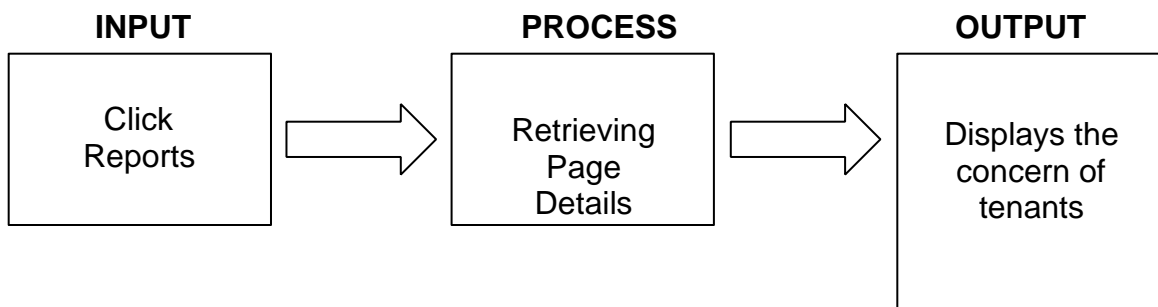 INPUT
PROCESS
OUTPUT
Click
Reports
Retrieving
Page
Details
Displays the
concern of
tenants